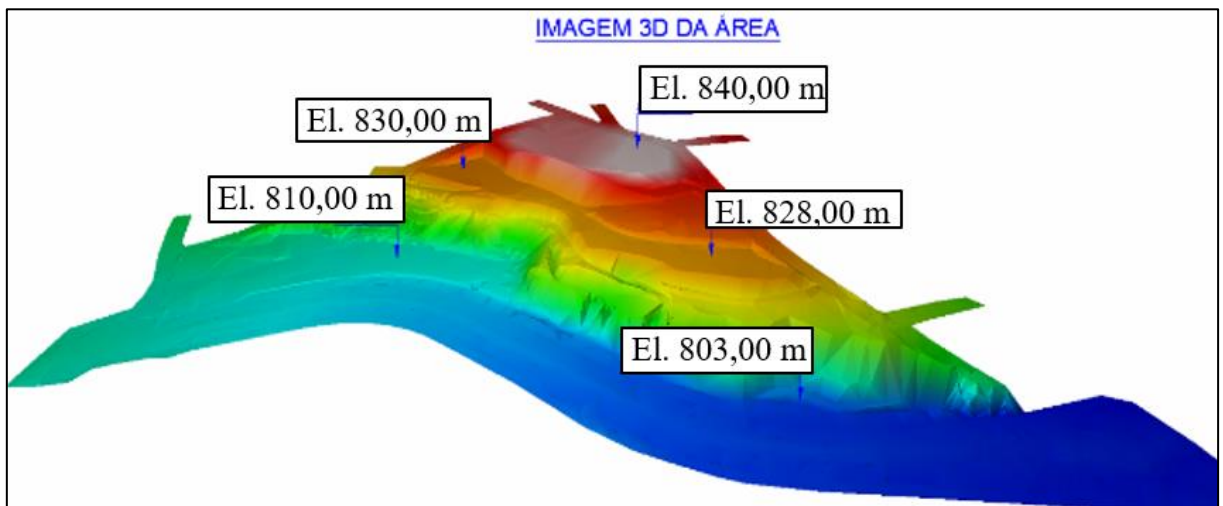 IMAGEM 3D DA ÁREA
El. 840,00 m
El. 830,00 m
El. 810,00 m
El. 828,00 m
El. 803,00 m